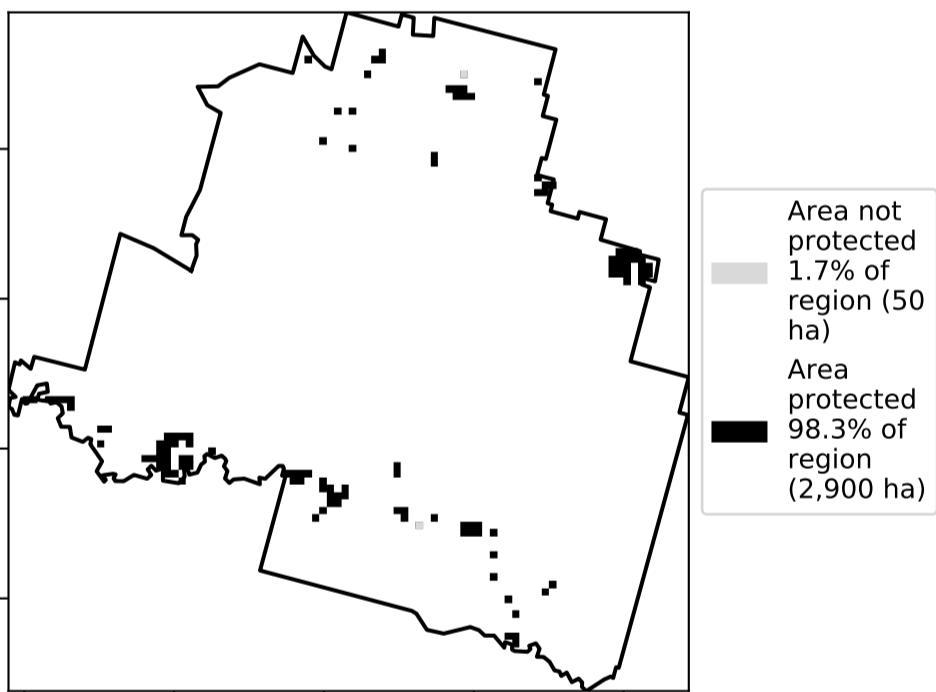 Area not
protected
1.7% of
region (50
ha)
Area
protected
98.3% of
region
(2,900 ha)